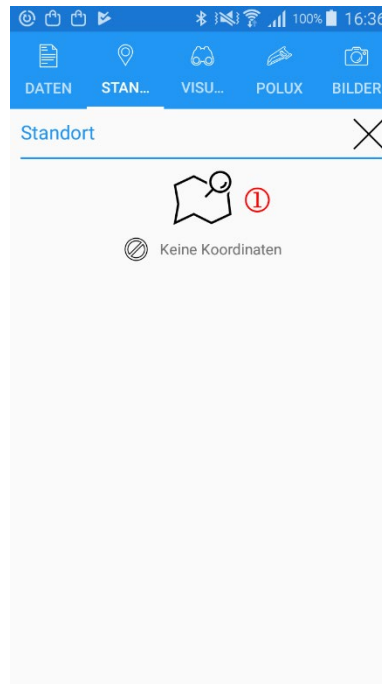 100% 16:36
DATEN STAN... VISU... POLUX BILDER
Standort
①
Keine Koordinaten